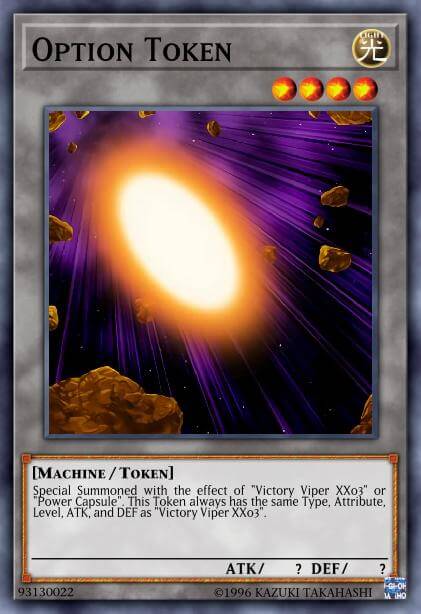 OPTION TOKEN
LIGHT
光
[MACHINE / TOKEN]
Special Summoned with the effect of "Victory Viper XX03" or
"Power Capsule". This Token always has the same Type, Attribute,
Level, ATK, and DEF as "Victory Viper XX03".
ATK/ ? DEF/ ?
93130022
©1996 KAZUKI TAKAHASHI